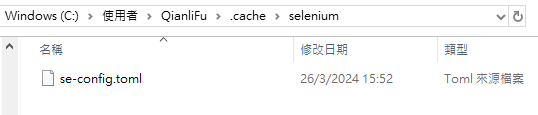 Windows (C:) › 使用者 › QianliFu › .cache › selenium
名稱 修改日期 類型
se-config.toml 26/3/2024 15:52 Toml 來源檔案